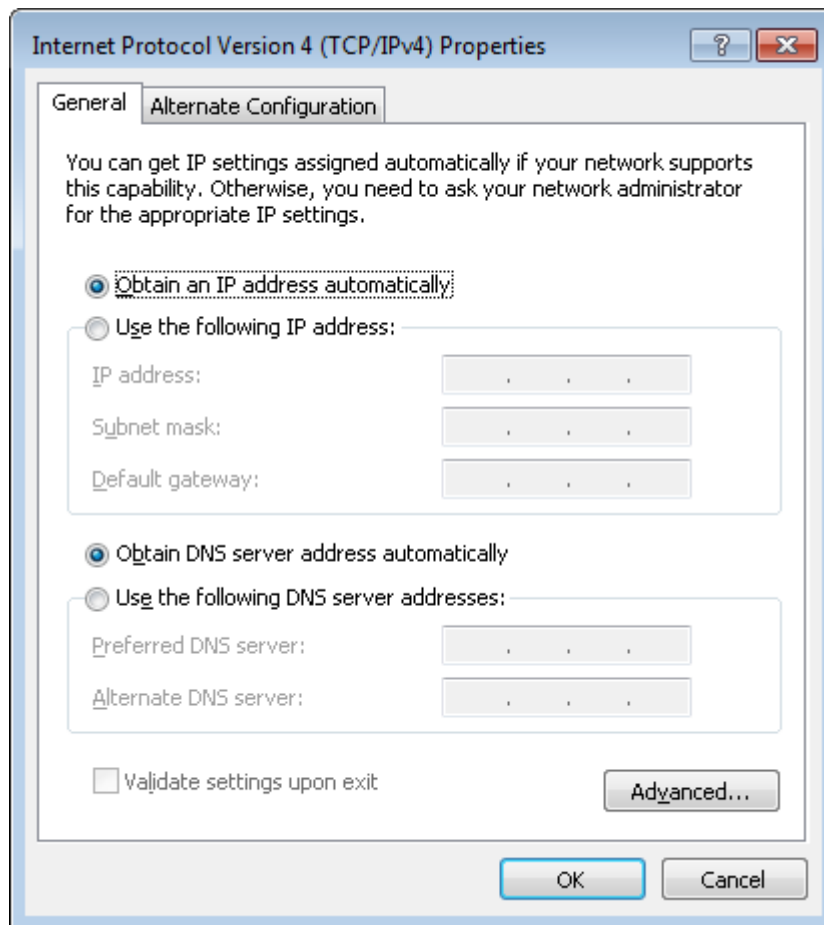 Internet Protocol Version 4 (TCP/IPv4) Properties
General
Alternate Configuration
You can get IP settings assigned automatically if your network supports
this capability. Otherwise, you need to ask your network administrator
for the appropriate IP settings.
Obtain an IP address automatically
Use the following IP address:
IP address:
Subnet mask:
Default gateway:
Obtain DNS server address automatically
Use the following DNS server addresses:
Preferred DNS server:
Alternate DNS server:
Validate settings upon exit
Advanced...
OK
Cancel